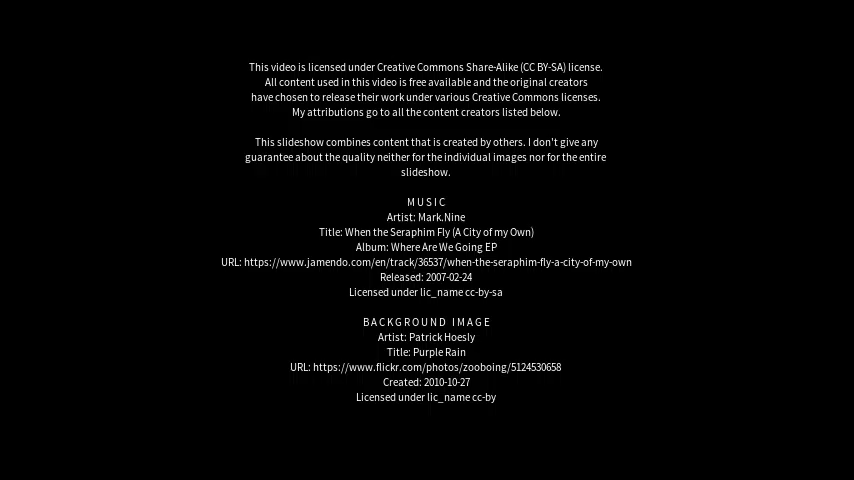 This video is licensed under Creative Commons Share-Alike (CC BY-SA) license.
All content used in this video is free available and the original creators
have chosen to release their work under various Creative Commons licenses.
My attributions go to all the content creators listed below.
This slideshow combines content that is created by others. I don't give any
guarantee about the quality neither for the individual images nor for the entire
slideshow.
MUSIC
Artist: Mark.Nine
Title: When the Seraphim Fly (A City of my Own)
Album: Where Are We Going EP
URL: https://www.jamendo.com/en/track/36537/when-the-seraphim-fly-a-city-of-my-own
Released: 2007-02-24
Licensed under lic_name cc-by-sa
BACKGROUND IMAGE
Artist: Patrick Hoesly
Title: Purple Rain
URL: https://www.flickr.com/photos/zooboing/5124530658
Created: 2010-10-27
Licensed under lic_name cc-by